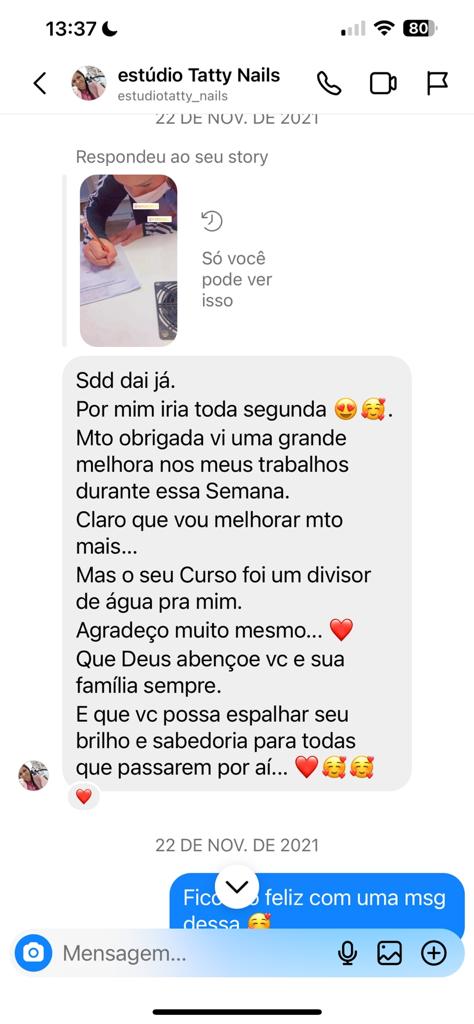 13:37
80
estúdio Tatty Nails
estudiotatty_nails
22 DE NOV. DE 2021
Respondeu ao seu story
Só você
pode ver
isso
Sdd dai já.
Por mim iria toda segunda 😍🥰.
Mto obrigada vi uma grande
melhora nos meus trabalhos
durante essa Semana.
Claro que vou melhorar mto
mais...
Mas o seu Curso foi um divisor
de água pra mim.
Agradeço muito mesmo... ❤️
Que Deus abençoe vc e sua
família sempre.
E que vc possa espalhar seu
brilho e sabedoria para todas
que passarem por aí... ❤️🥰🥰
❤️
22 DE NOV. DE 2021
feliz com uma msg
dessa 🥰
Mensagem...